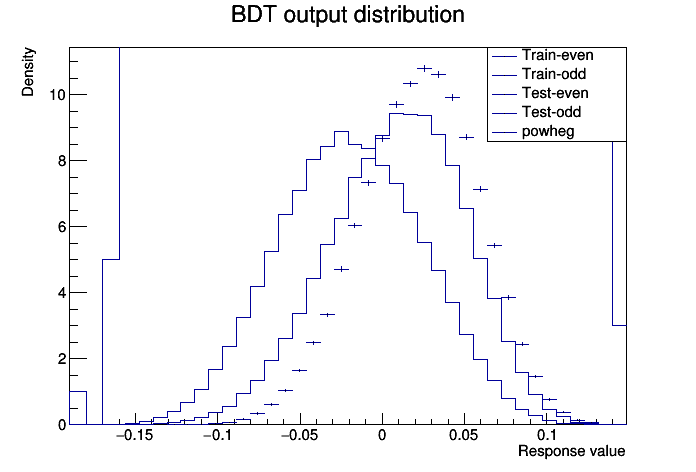 BDT output distribution
Density
Train-even
Train-odd
Test-even
Test-odd
powheg
10
8
6
4
2
0
−0.15 −0.1 −0.05 0 0.05 0.1
Response value